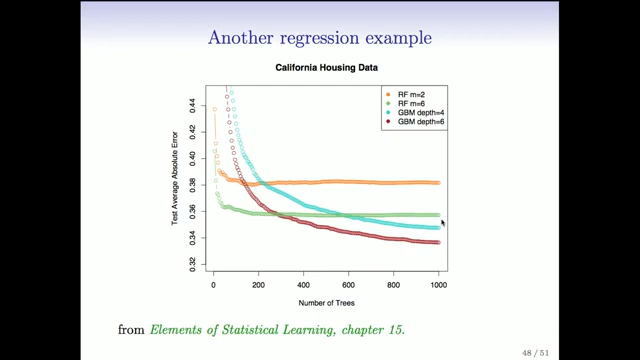 Another regression example
California Housing Data
RF m=2
RF m=6
GBM depth=4
GBM depth=6
Test Average Absolute Error
0.44
0.42
0.40
0.38
0.36
0.34
0.32
0 200 400 600 800 1000
Number of Trees
from Elements of Statistical Learning, chapter 15.
48 / 51